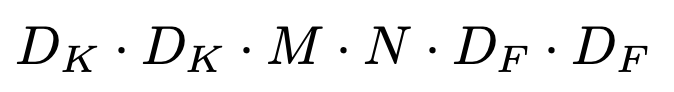 D_K · D_K · M · N · D_F · D_F